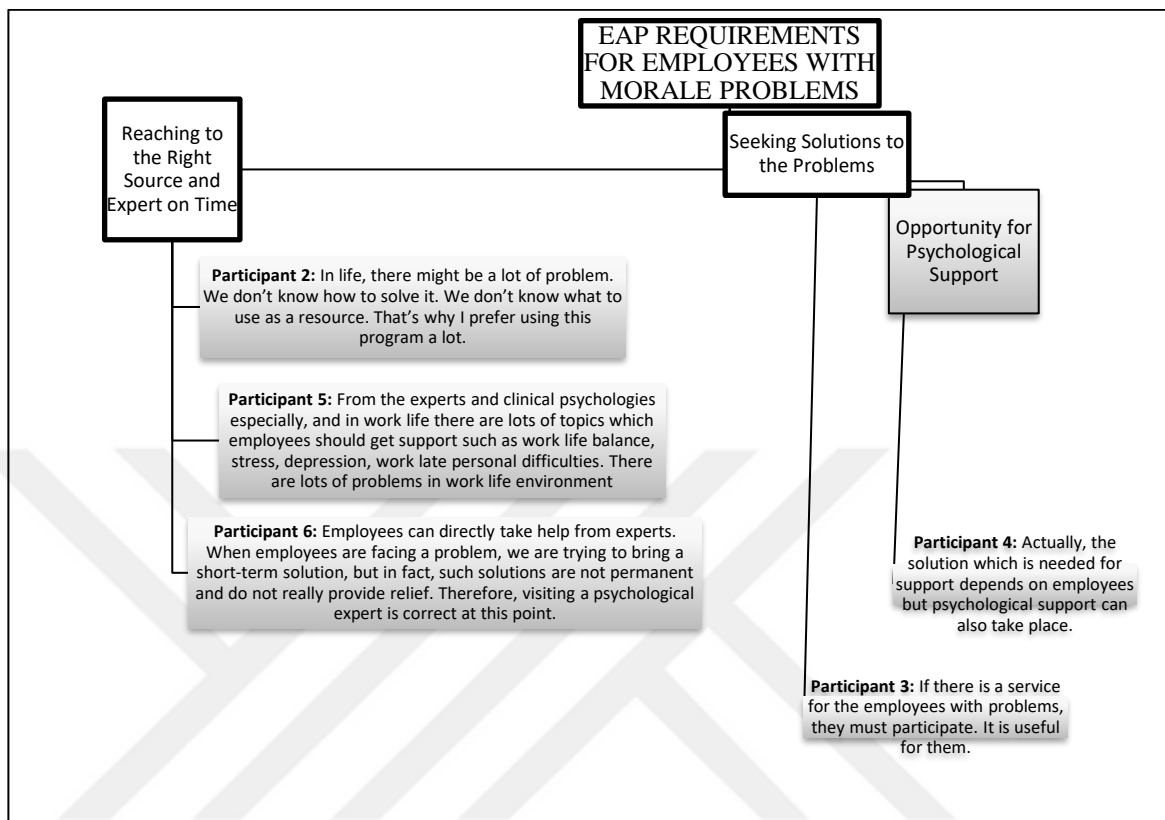 EAP REQUIREMENTS
FOR EMPLOYEES WITH
MORALE PROBLEMS
Reaching to
the Right
Source and
Expert on Time
Seeking Solutions to
the Problems
Opportunity for
Psychological
Support
Participant 2: In life, there might be a lot of problem.
We don’t know how to solve it. We don’t know what to
use as a resource. That’s why I prefer using this
program a lot.
Participant 5: From the experts and clinical psychologies
especially, and in work life there are lots of topics which
employees should get support such as work life balance,
stress, depression, work late personal difficulties. There
are lots of problems in work life environment
Participant 6: Employees can directly take help from experts.
When employees are facing a problem, we are trying to bring a
short-term solution, but in fact, such solutions are not permanent
and do not really provide relief. Therefore, visiting a psychological
expert is correct at this point.
Participant 4: Actually, the
solution which is needed for
support depends on employees
but psychological support can
also take place.
Participant 3: If there is a service
for the employees with problems,
they must participate. It is useful
for them.